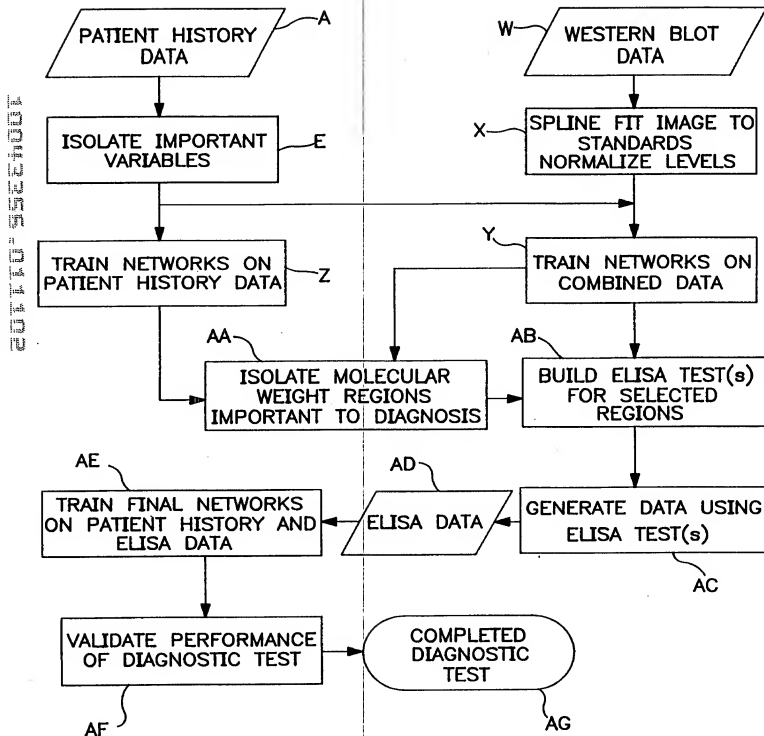 A
PATIENT HISTORY
DATA
W
WESTERN BLOT
DATA
E
ISOLATE IMPORTANT
VARIABLES
X
SPLINE FIT IMAGE TO
STANDARDS
NORMALIZE LEVELS
Z
TRAIN NETWORKS ON
PATIENT HISTORY DATA
Y
TRAIN NETWORKS ON
COMBINED DATA
AA
ISOLATE MOLECULAR
WEIGHT REGIONS
IMPORTANT TO DIAGNOSIS
AB
BUILD ELISA TEST(s)
FOR SELECTED
REGIONS
AE
TRAIN FINAL NETWORKS
ON PATIENT HISTORY AND
ELISA DATA
AD
ELISA DATA
GENERATE DATA USING
ELISA TEST(s)
AC
VALIDATE PERFORMANCE
OF DIAGNOSTIC TEST
AF
COMPLETED
DIAGNOSTIC
TEST
AG